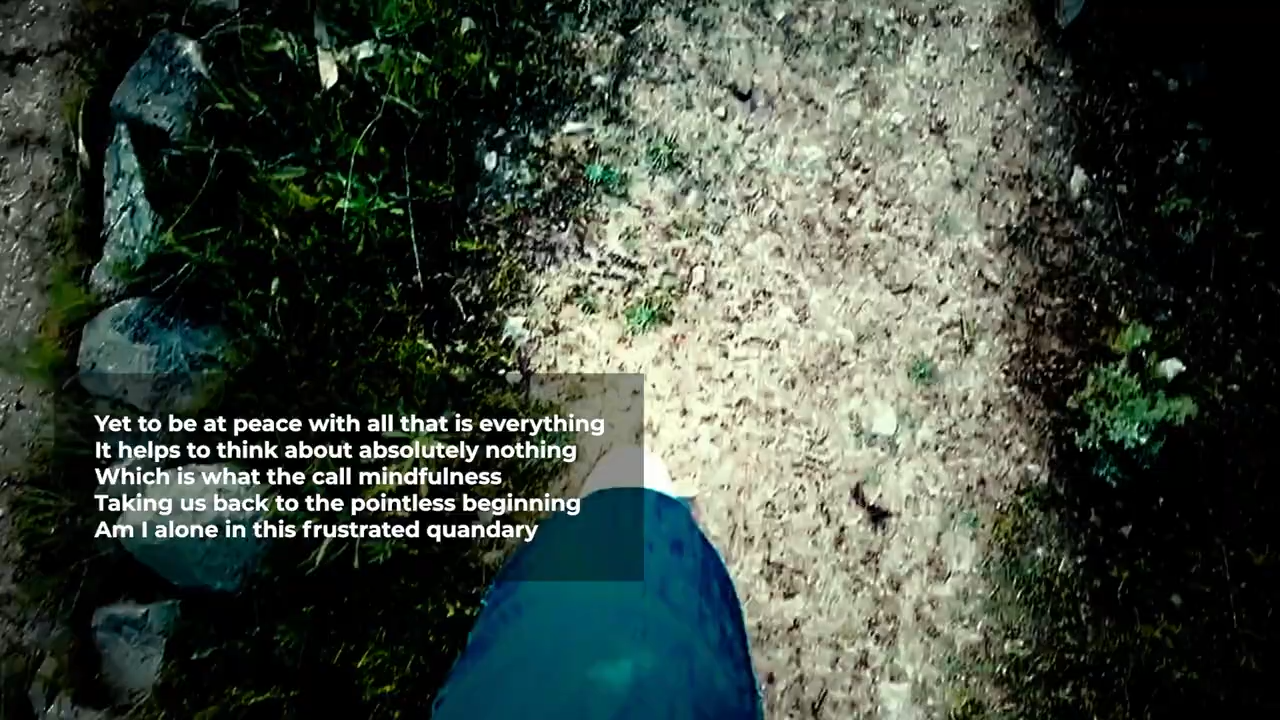 Yet to be at peace with all that is everything
It helps to think about absolutely nothing
Which is what the call mindfulness
Taking us back to the pointless beginning
Am I alone in this frustrated quandary